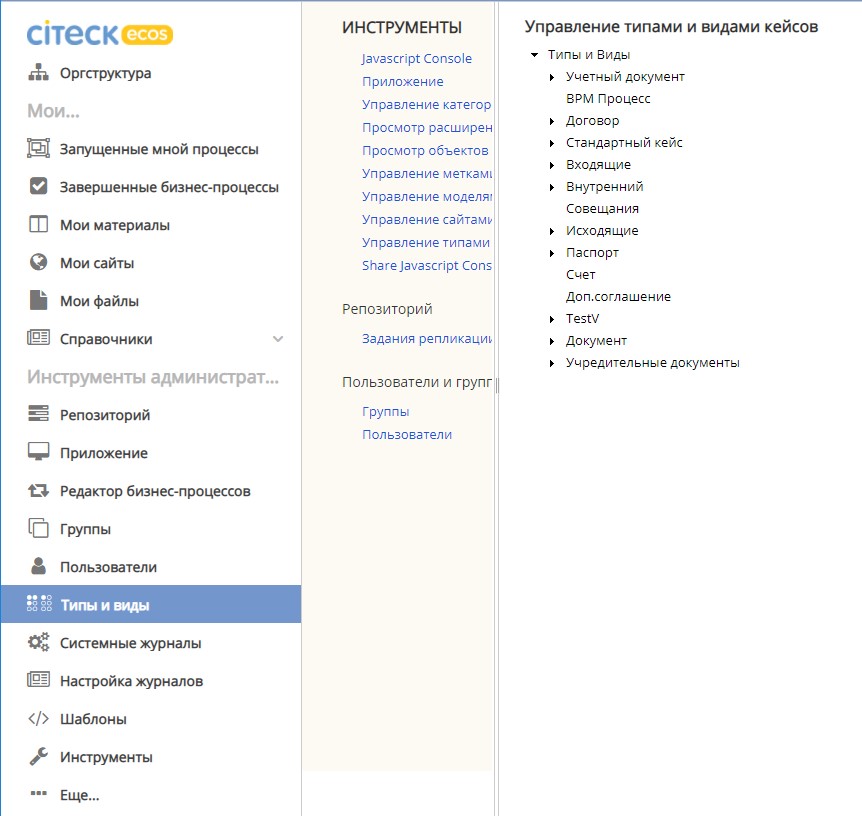 citeck ecos
Оргструктура
Мои...
Запущенные мной процессы
Завершенные бизнес-процессы
Мои материалы
Мои сайты
Мои файлы
Справочники
Инструменты администрат...
Репозиторий
Приложение
Редактор бизнес-процессов
Группы
Пользователи
Типы и виды
Системные журналы
Настройка журналов
Шаблоны
Инструменты
Еще...
ИНСТРУМЕНТЫ
Javascript Console
Приложение
Управление категор
Просмотр расширен
Просмотр объектов
Управление меткамı
Управление моделя
Управление сайтамı
Управление типами
Share Javascript Cons
Репозиторий
Задания репликации
Пользователи и групп
Группы
Пользователи
Управление типами и видами кейсов
Типы и Виды
Учетный документ
BPM Процесс
Договор
Стандартный кейс
Входящие
Внутренний
Совещания
Исходящие
Паспорт
Счет
Доп.соглашение
TestV
Документ
Учредительные документы